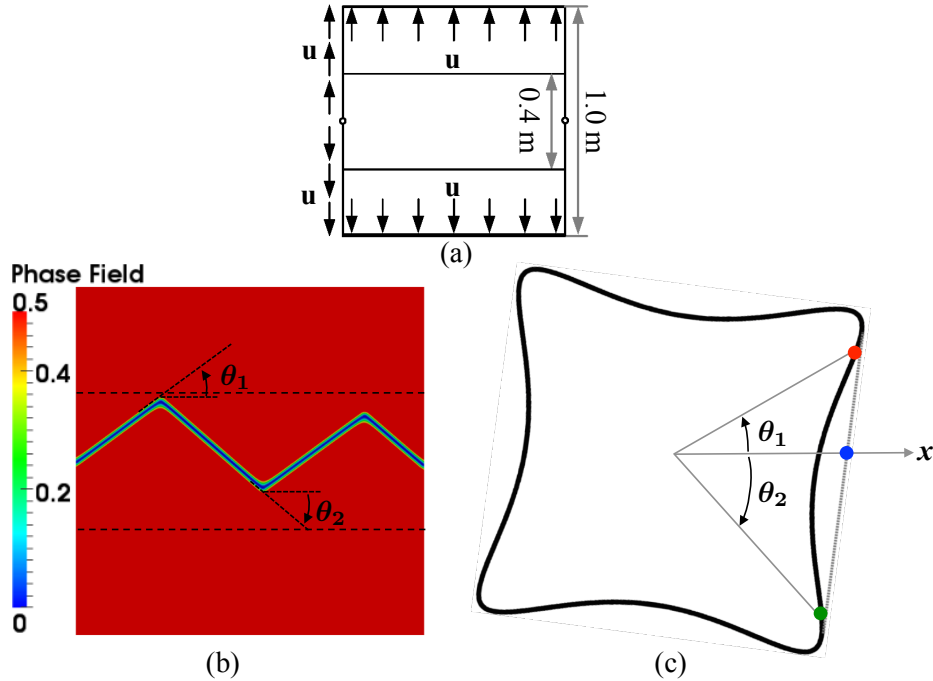 u
u
0.4 m
1.0 m
u
u
(a)
Phase Field
0.5
0.4
0.2
0
θ₁
θ₂
(b)
θ₁
θ₂
x
(c)